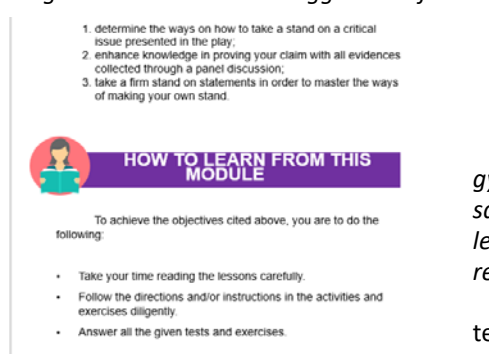 1. determine the ways on how to take a stand on a critical
issue presented in the play;
2. enhance knowledge in proving your claim with all evidences
collected through a panel discussion;
3. take a firm stand on statements in order to master the ways
of making your own stand.
HOW TO LEARN FROM THIS
MODULE
To achieve the objectives cited above, you are to do the
following:
• Take your time reading the lessons carefully.
• Follow the directions and/or instructions in the activities and
exercises diligently.
• Answer all the given tests and exercises.